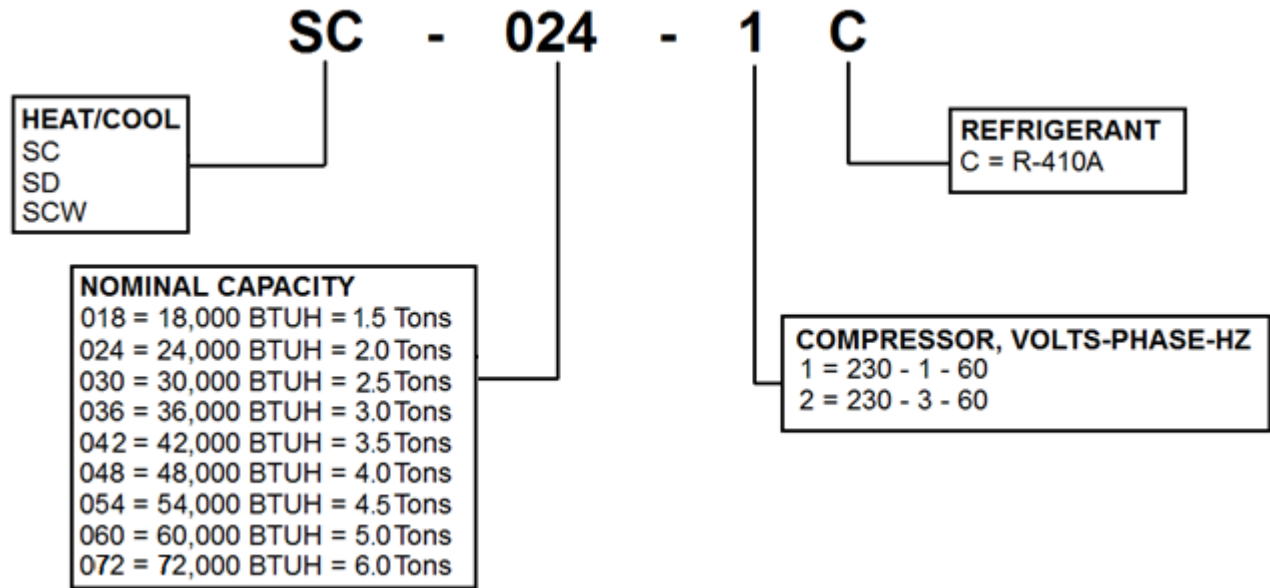 SC - 024 - 1 C
HEAT/COOL
SC
SD
SCW
REFRIGERANT
C = R-410A
NOMINAL CAPACITY
018 = 18,000 BTUH = 1.5 Tons
024 = 24,000 BTUH = 2.0 Tons
030 = 30,000 BTUH = 2.5 Tons
036 = 36,000 BTUH = 3.0 Tons
042 = 42,000 BTUH = 3.5 Tons
048 = 48,000 BTUH = 4.0 Tons
054 = 54,000 BTUH = 4.5 Tons
060 = 60,000 BTUH = 5.0 Tons
072 = 72,000 BTUH = 6.0 Tons
COMPRESSOR, VOLTS-PHASE-HZ
1 = 230 - 1 - 60
2 = 230 - 3 - 60